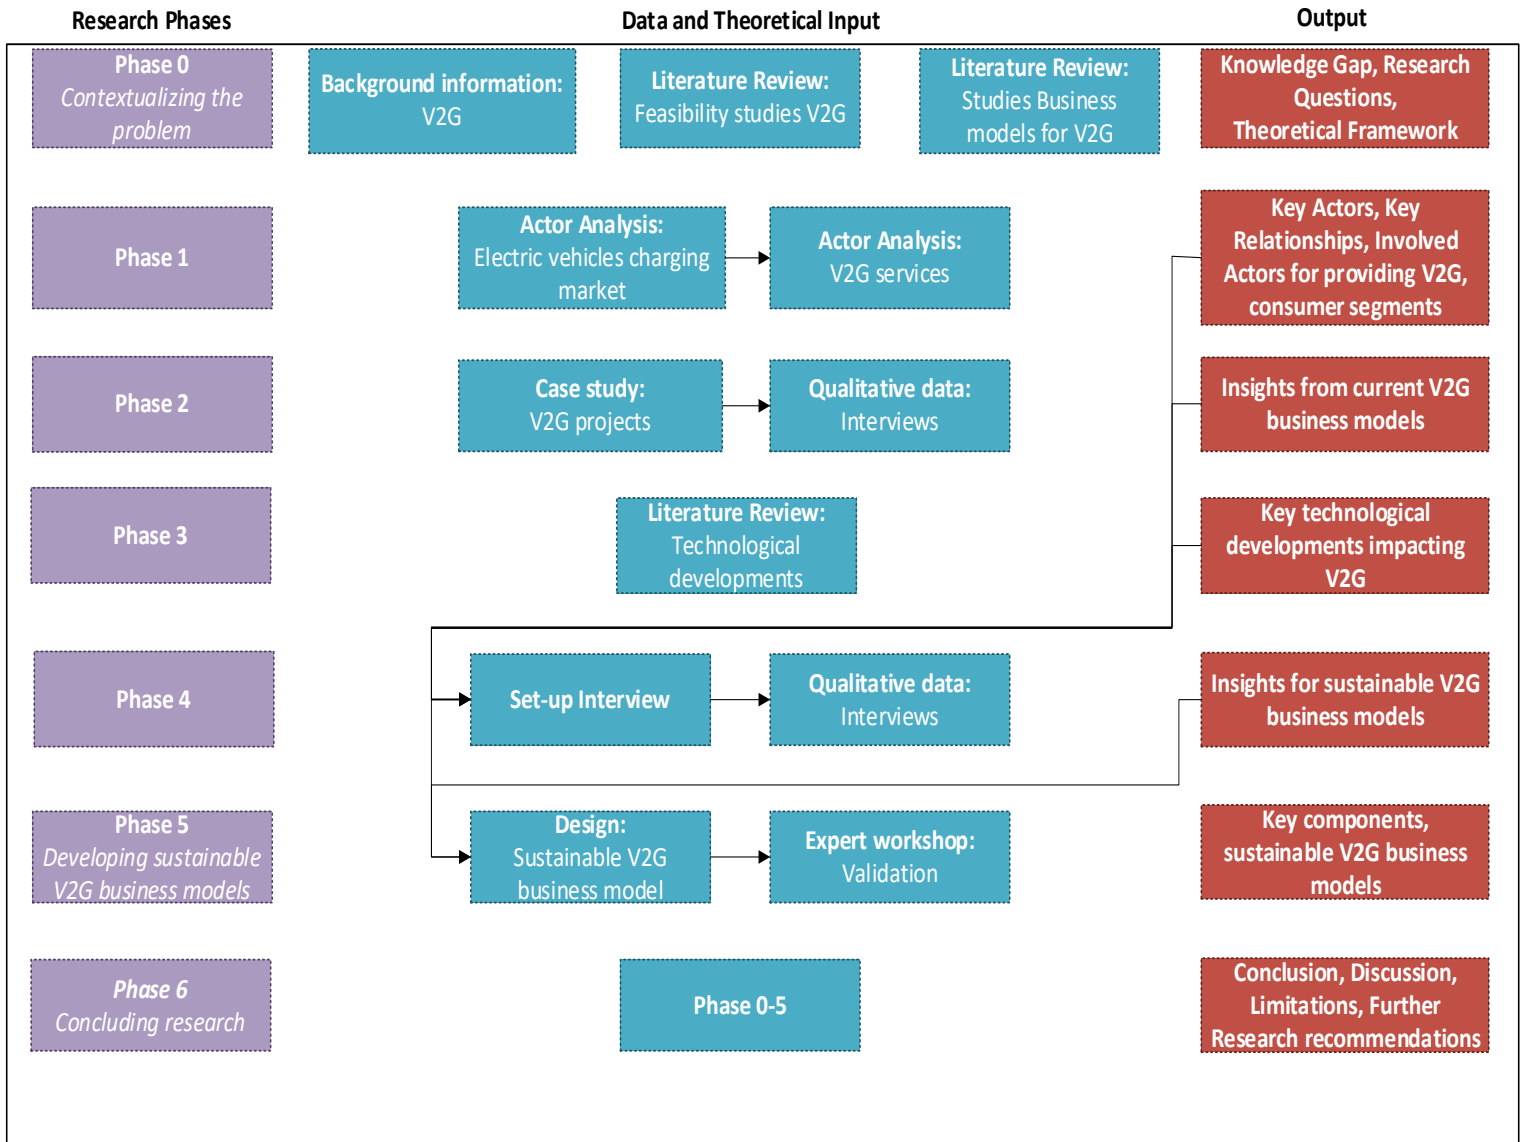 Research Phases
Data and Theoretical Input
Output
Phase 0
Contextualizing the
problem
Background information:
V2G
Literature Review:
Feasibility studies V2G
Literature Review:
Studies Business
models for V2G
Knowledge Gap, Research
Questions,
Theoretical Framework
Phase 1
Actor Analysis:
Electric vehicles charging
market
Actor Analysis:
V2G services
Key Actors, Key
Relationships, Involved
Actors for providing V2G,
consumer segments
Phase 2
Case study:
V2G projects
Qualitative data:
Interviews
Insights from current V2G
business models
Phase 3
Literature Review:
Technological
developments
Key technological
developments impacting
V2G
Phase 4
Set-up Interview
Qualitative data:
Interviews
Insights for sustainable V2G
business models
Phase 5
Developing sustainable
V2G business models
Design:
Sustainable V2G
business model
Expert workshop:
Validation
Key components,
sustainable V2G business
models
Phase 6
Concluding research
Phase 0-5
Conclusion, Discussion,
Limitations, Further
Research recommendations